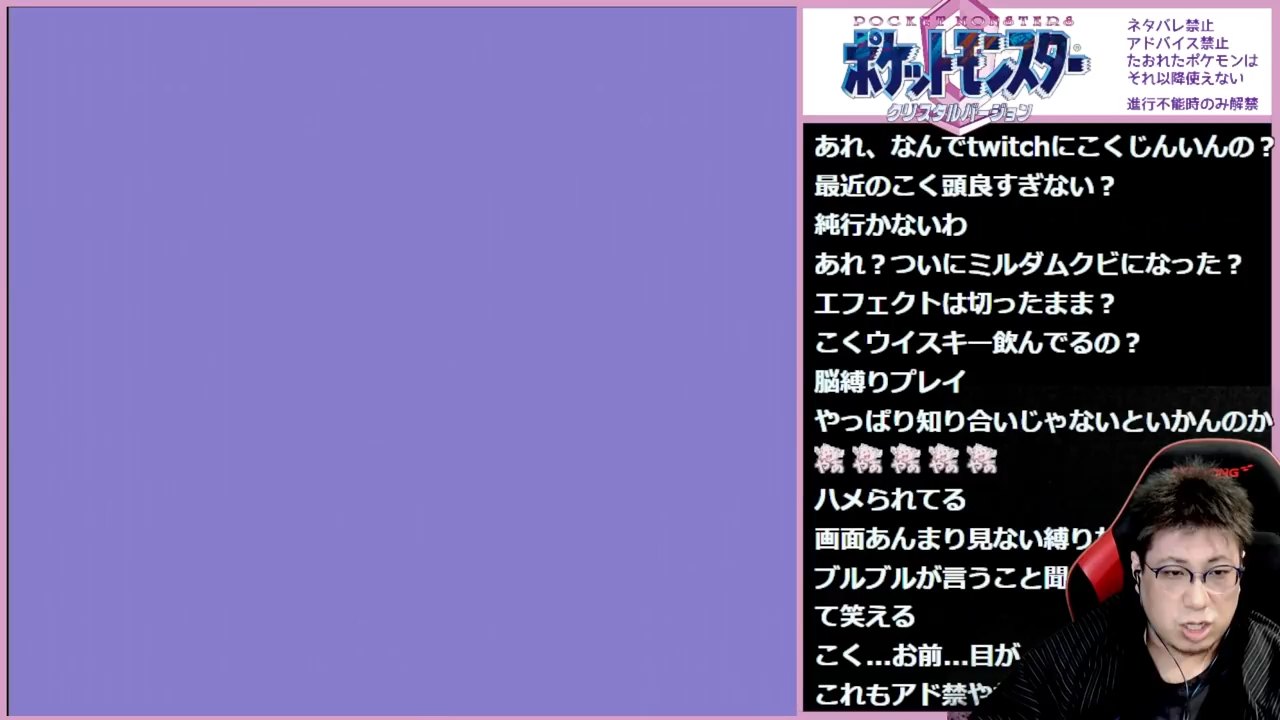 POCKET MONSTERS
ポケットモンスター
クリスタルバージョン
ネタバレ禁止
アドバイス禁止
たおれたポケモンは
それ以降使えない
進行不能時のみ解禁
あれ、なんでtwitchにこくじんいんの？
最近のこく頭良すぎない？
純行かないわ
あれ？ついにミルダムクビになった？
エフェクトは切ったまま？
こくウイスキー飲んでるの？
脳縛りプレイ
やっぱり知り合いじゃないといかんのか
ハメられてる
画面あんまり見ない縛り
ブルブルが言うこと聞
て笑える
こく…お前…目が
これもアド禁や